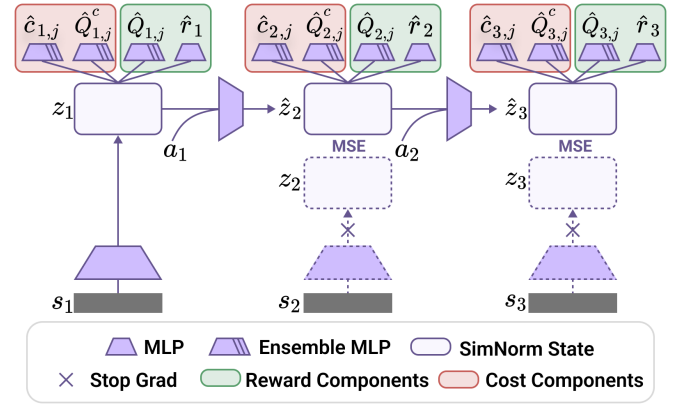 ĉ₁,ⱼ Q̂ᶜ₁,ⱼ Q̂₁,ⱼ r̂₁ ĉ₂,ⱼ Q̂ᶜ₂,ⱼ Q̂₂,ⱼ r̂₂ ĉ₃,ⱼ Q̂ᶜ₃,ⱼ Q̂₃,ⱼ r̂₃
z₁ ẑ₂ ẑ₃
a₁ MSE a₂ MSE
z₂ z₃
s₁ s₂ s₃
MLP Ensemble MLP SimNorm State
Stop Grad Reward Components Cost Components